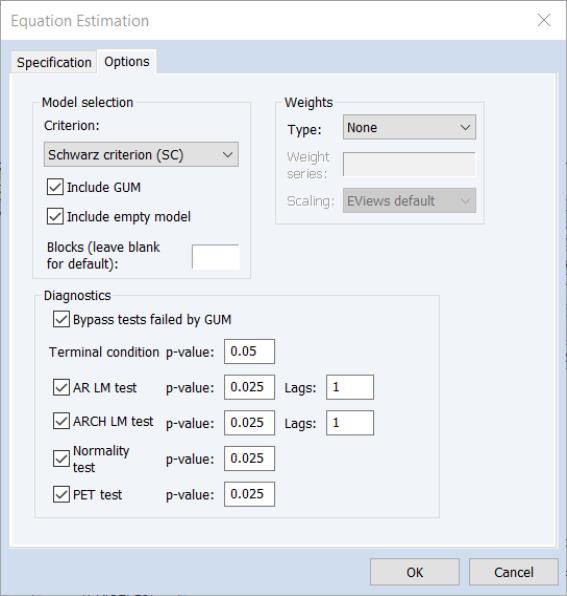 Equation Estimation
Specification
Options
Model selection
Criterion:
Schwarz criterion (SC)
Include GUM
Include empty model
Blocks (leave blank
for default):
Weights
Type:
None
Weight
series:
Scaling:
EViews default
Diagnostics
Bypass tests failed by GUM
Terminal condition p-value: 0.05
AR LM test p-value: 0.025 Lags: 1
ARCH LM test p-value: 0.025 Lags: 1
Normality
test p-value: 0.025
PET test p-value: 0.025
OK
Cancel